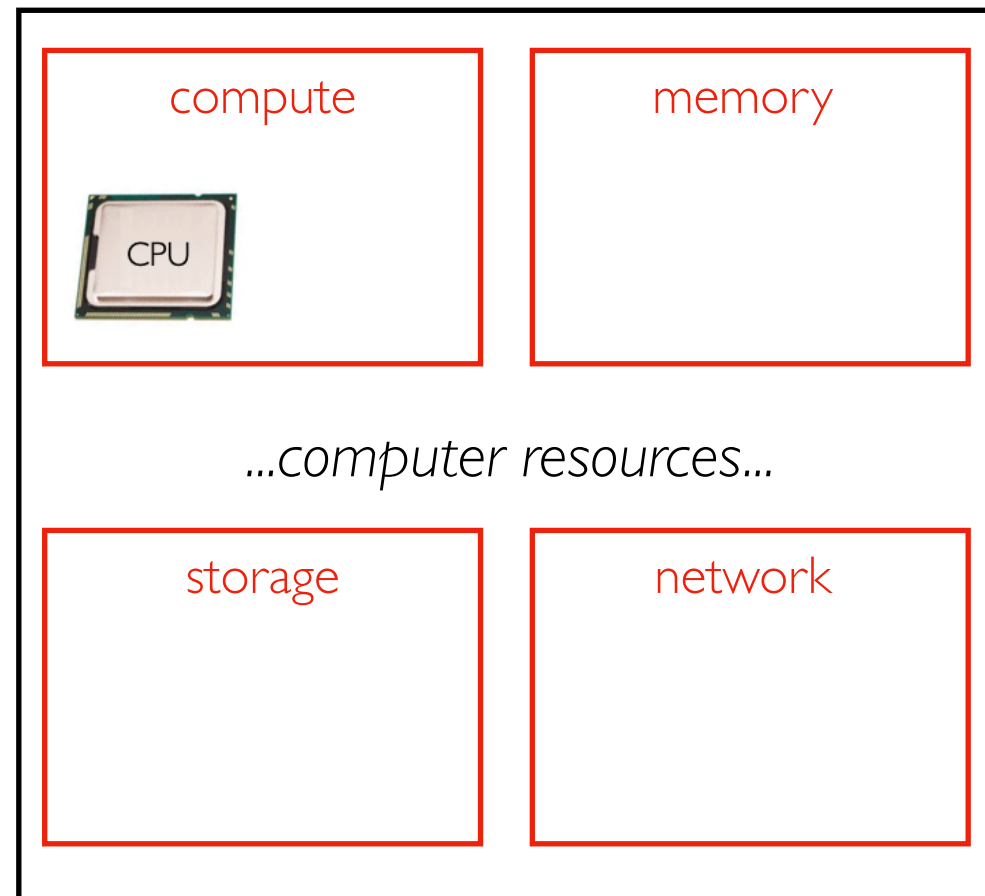 compute
memory
CPU
...computer resources...
storage
network